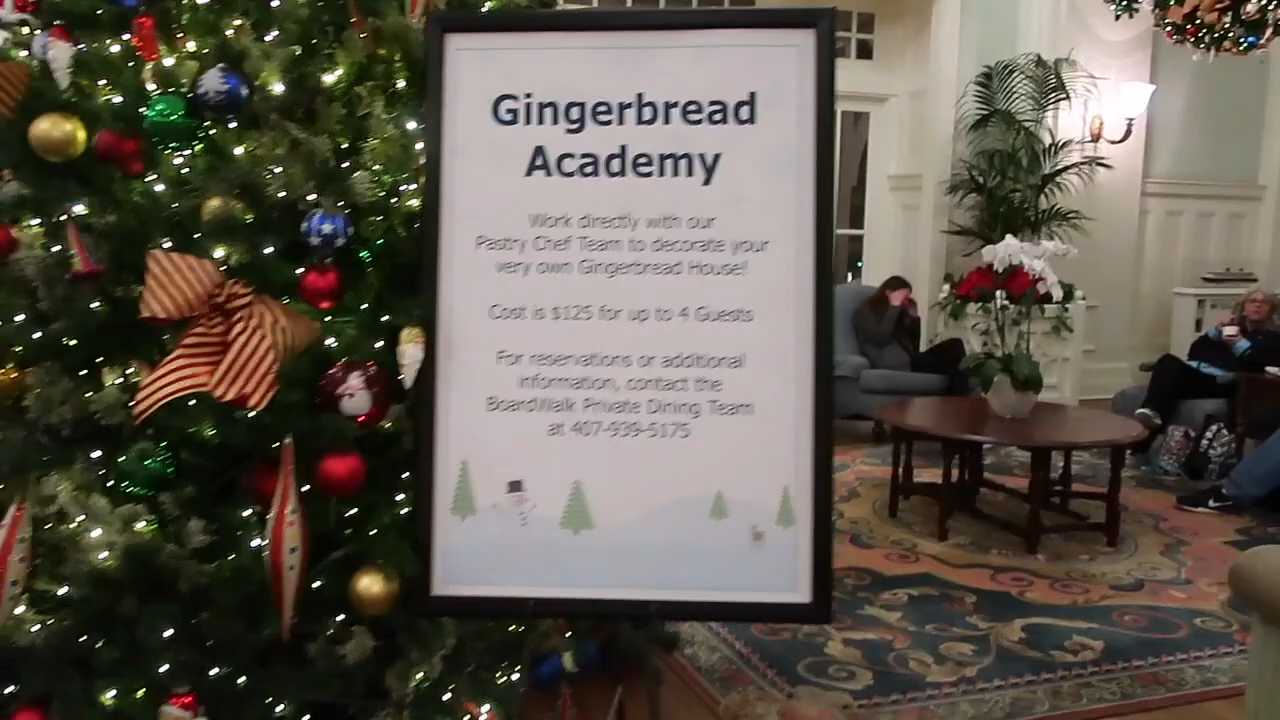 Gingerbread
Academy
Work directly with our
Pastry Chef Team to decorate your
very own Gingerbread House!
Cost is $125 for up to 4 Guests
For reservations or additional
information, contact the
BoardWalk Private Dining Team
at 407-939-5175